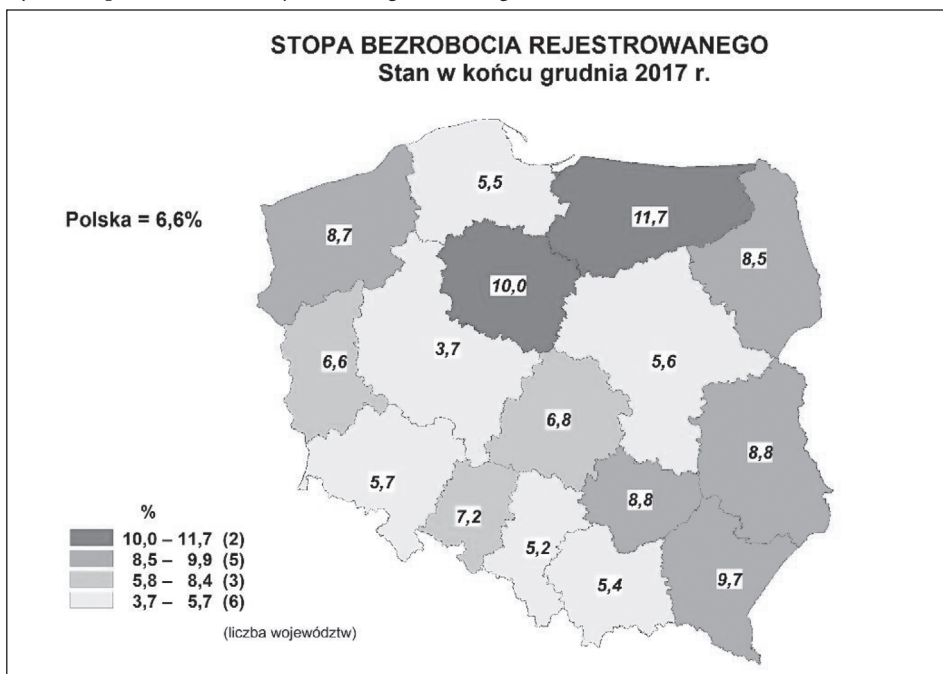 STOPA BEZROBOCIA REJESTROWANEGO
Stan w końcu grudnia 2017 r.
Polska = 6,6%
5,5
11,7
8,7
8,5
10,0
3,7
5,6
6,6
6,8
8,8
5,7
8,8
7,2
5,2
5,4
9,7
%
10,0 – 11,7 (2)
8,5 – 9,9 (5)
5,8 – 8,4 (3)
3,7 – 5,7 (6)
(liczba województw)